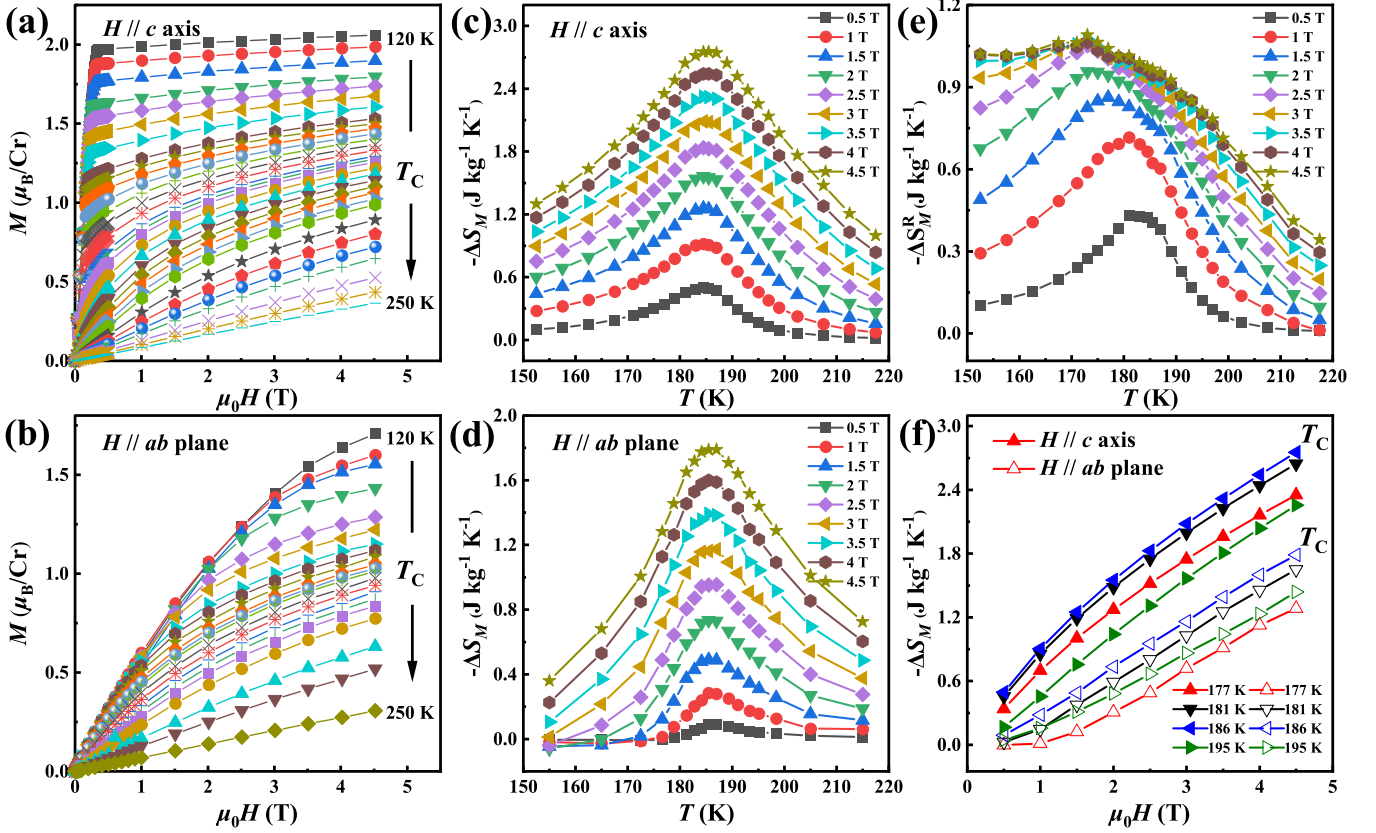 (a)
H // c axis
120 K
T_C
250 K
M (μ_B/Cr)
2.0
1.5
1.0
0.5
0.0
0 1 2 3 4 5
μ_0H (T)
(c)
H // c axis
0.5 T
1 T
1.5 T
2 T
2.5 T
3 T
3.5 T
4 T
4.5 T
-ΔS_M (J kg^-1 K^-1)
3.0
2.4
1.8
1.2
0.6
0.0
150 160 170 180 190 200 210 220
T (K)
(e)
0.5 T
1 T
1.5 T
2 T
2.5 T
3 T
3.5 T
4 T
4.5 T
-ΔS_M^R (J kg^-1 K^-1)
1.2
0.9
0.6
0.3
0.0
150 160 170 180 190 200 210 220
T (K)
(b)
H // ab plane
120 K
T_C
250 K
M (μ_B/Cr)
1.5
1.0
0.5
0.0
0 1 2 3 4 5
μ_0H (T)
(d)
H // ab plane
0.5 T
1 T
1.5 T
2 T
2.5 T
3 T
3.5 T
4 T
4.5 T
-ΔS_M (J kg^-1 K^-1)
2.0
1.6
1.2
0.8
0.4
0.0
150 160 170 180 190 200 210 220
T (K)
(f)
H // c axis
H // ab plane
T_C
T_C
177 K 177 K
181 K 181 K
186 K 186 K
195 K 195 K
-ΔS_M (J kg^-1 K^-1)
3.0
2.4
1.8
1.2
0.6
0.0
0 1 2 3 4 5
μ_0H (T)